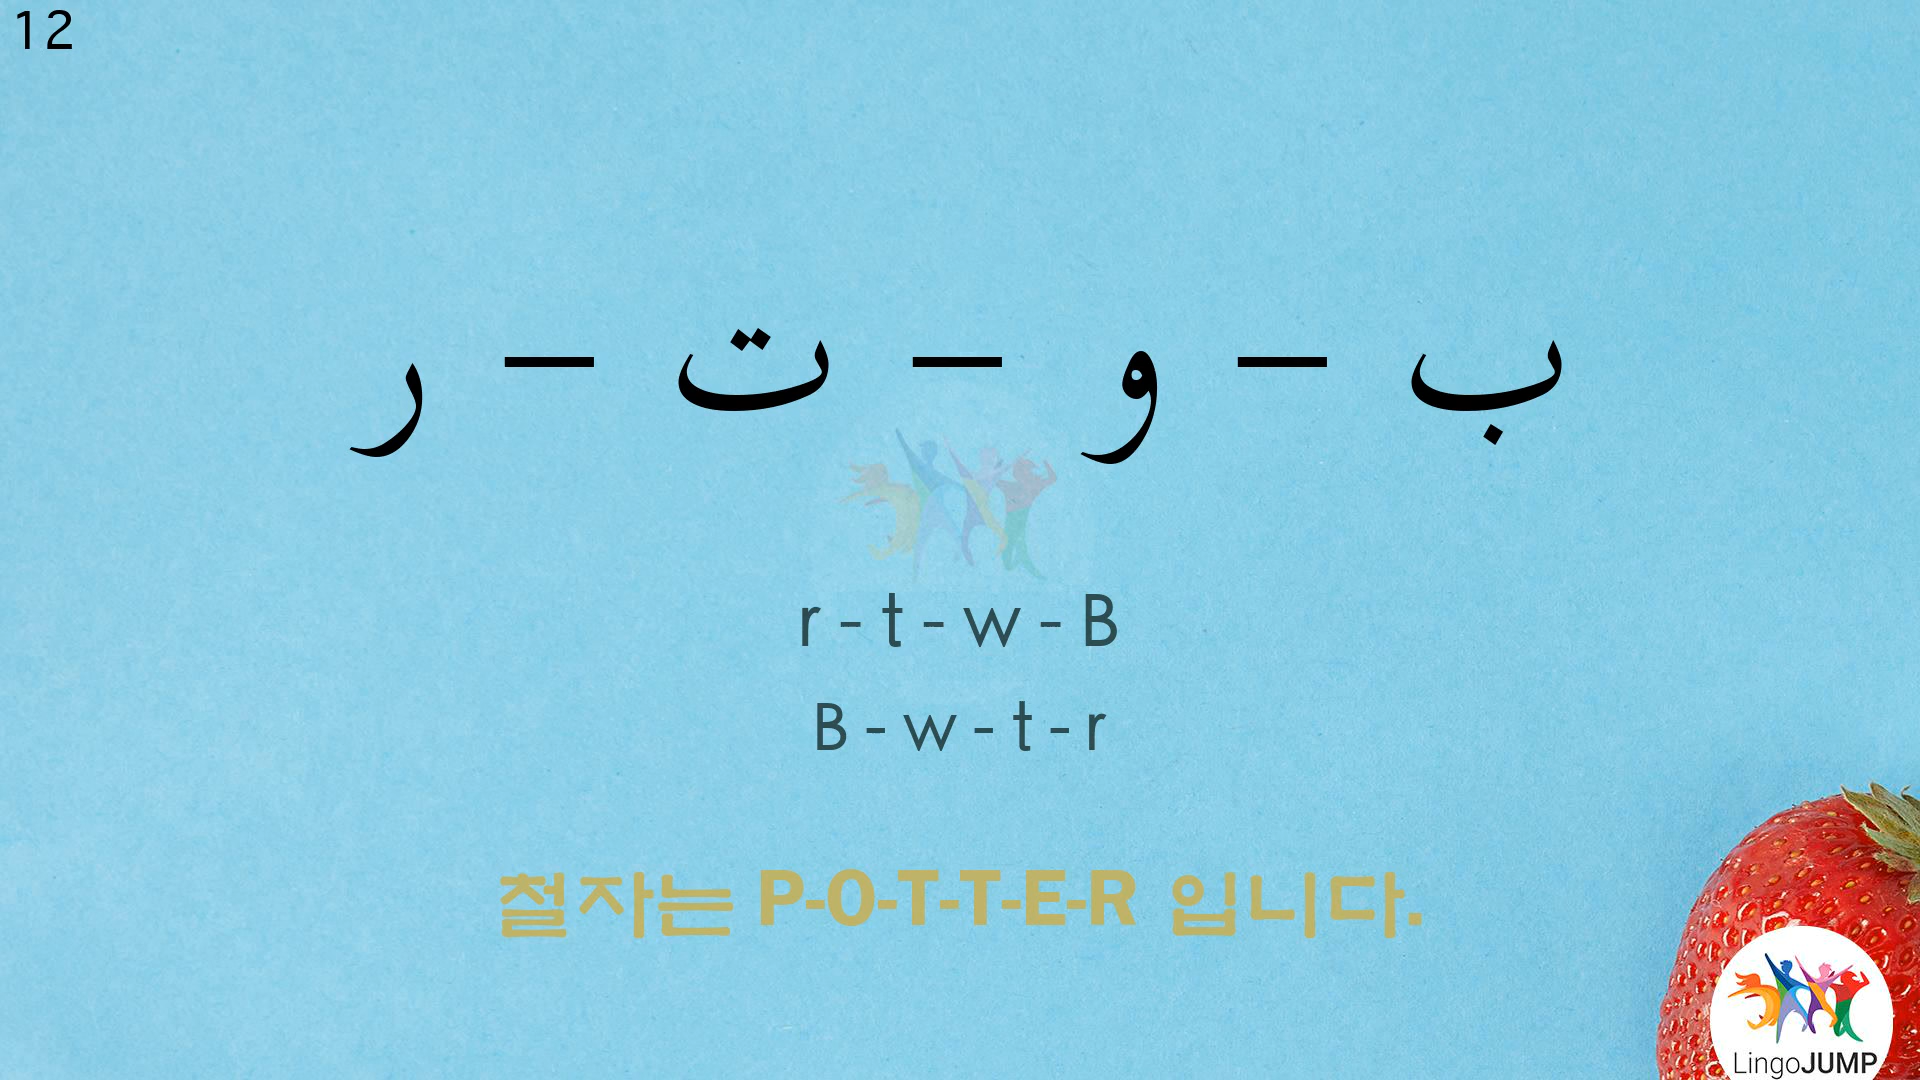 12
ب – و – ت – ر
r - t - w - B
B - w - t - r
철자는 P-O-T-T-E-R 입니다.
LingoJUMP